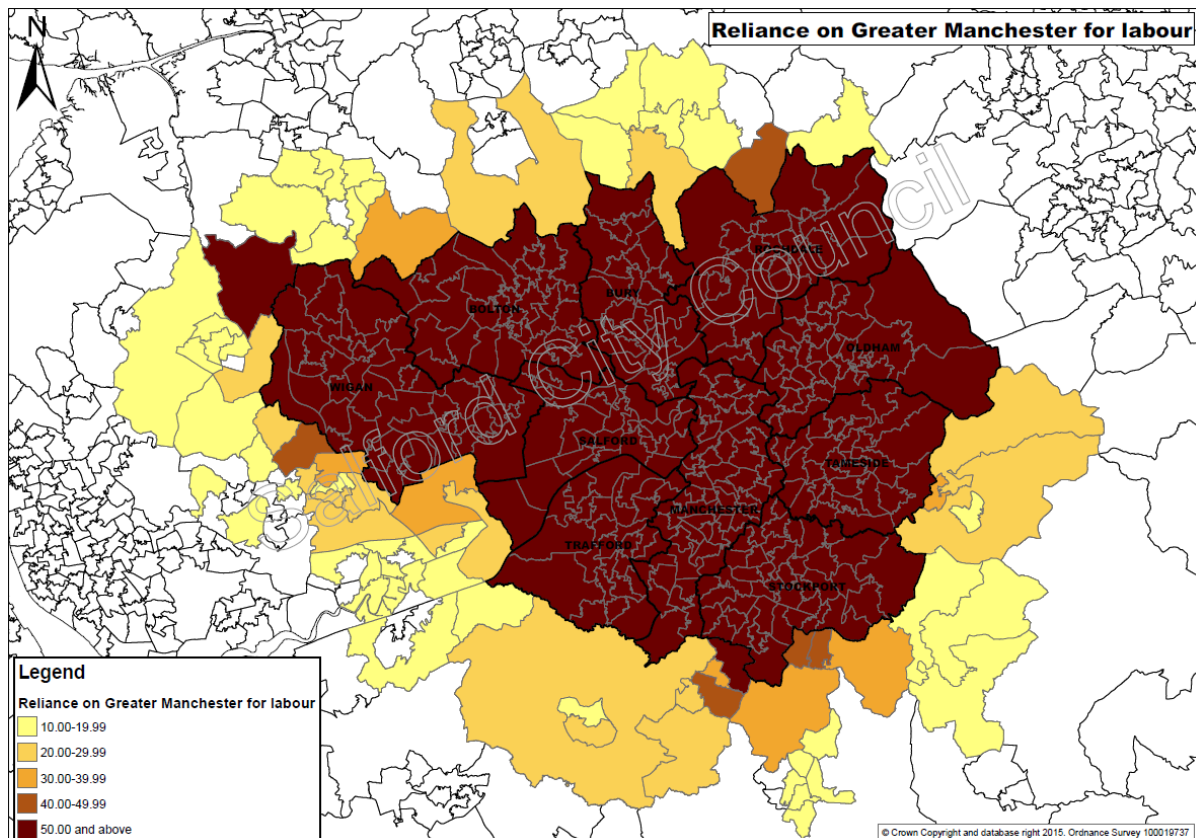 N
Reliance on Greater Manchester for labour
ROCHDALE
BURY
BOLTON
OLDHAM
WIGAN
SALFORD
TAMESIDE
MANCHESTER
TRAFFORD
STOCKPORT
Salford City Council
Legend
Reliance on Greater Manchester for labour
10.00-19.99
20.00-29.99
30.00-39.99
40.00-49.99
50.00 and above
© Crown Copyright and database right 2015. Ordnance Survey 100019737